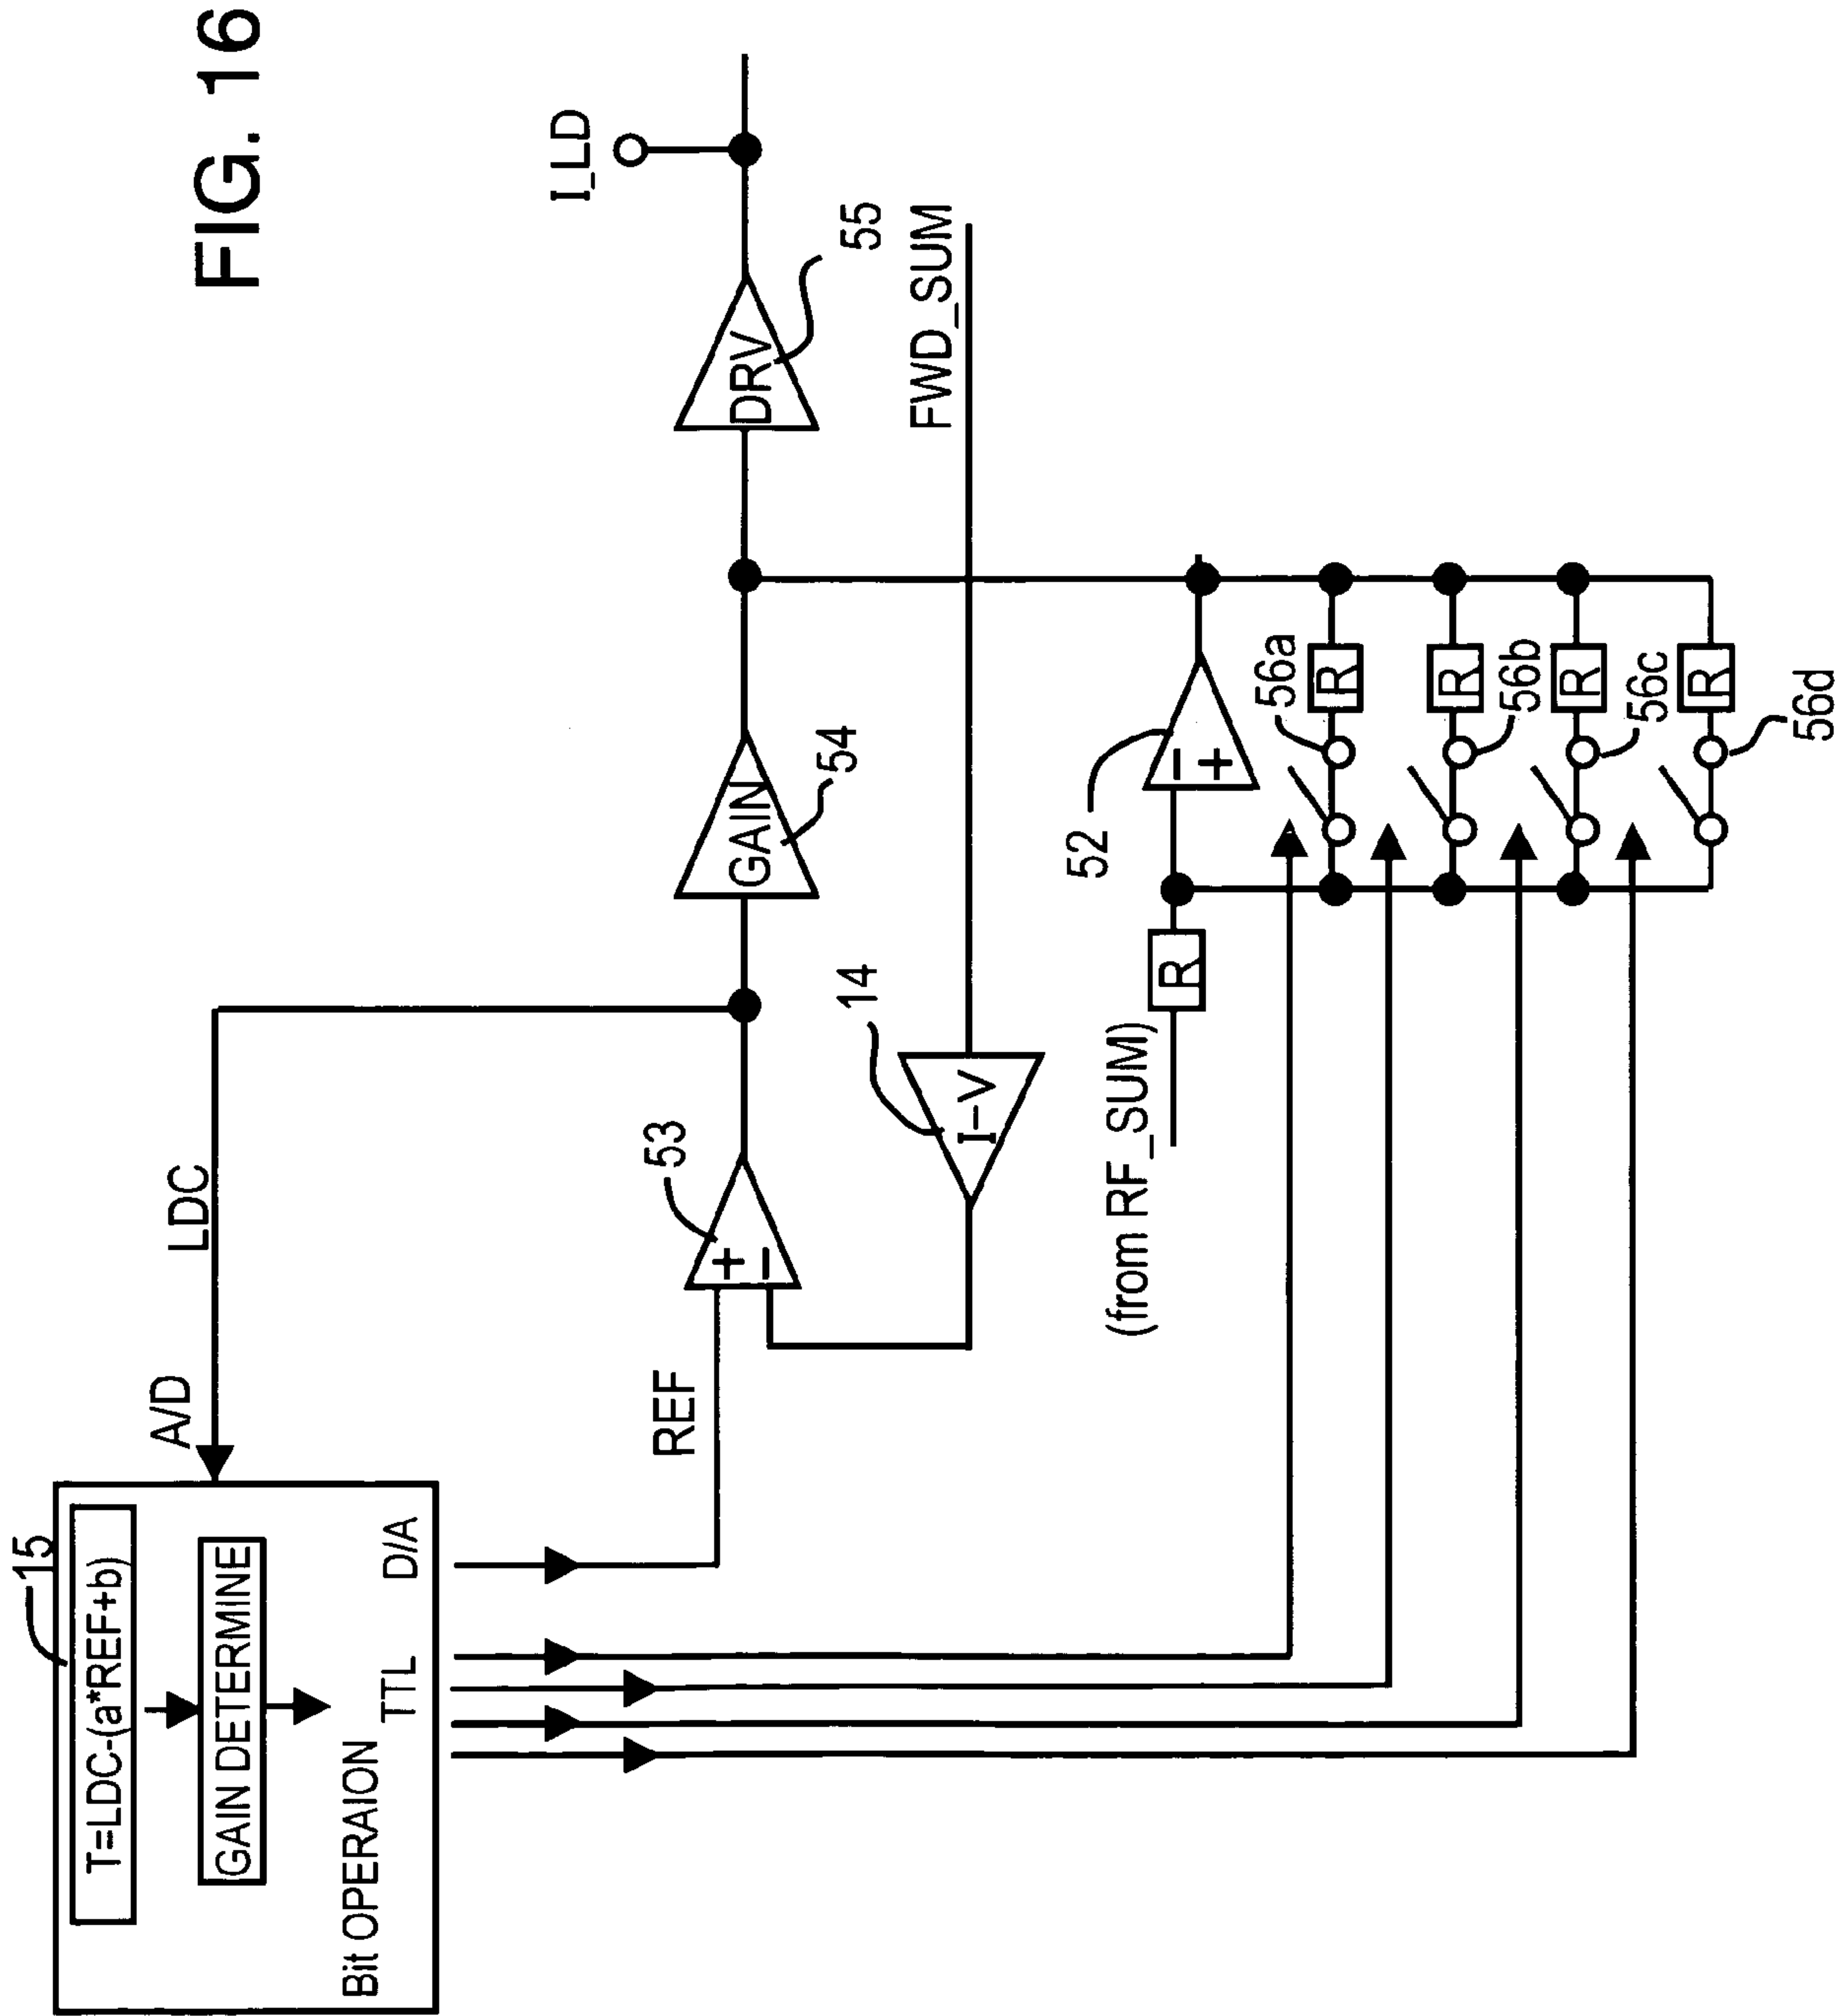 FIG. 16
15
T=LDC-(a*REF+b)
GAIN DETERMINE
Bit OPERAION
TTL
D/A
A/D
LDC
REF
53
+
−
GAIN
54
DRV
55
I_LD
FWD_SUM
14
I−V
(from RF_SUM)
R
52
−
+
56a
R
56b
R
56c
R
56d
R